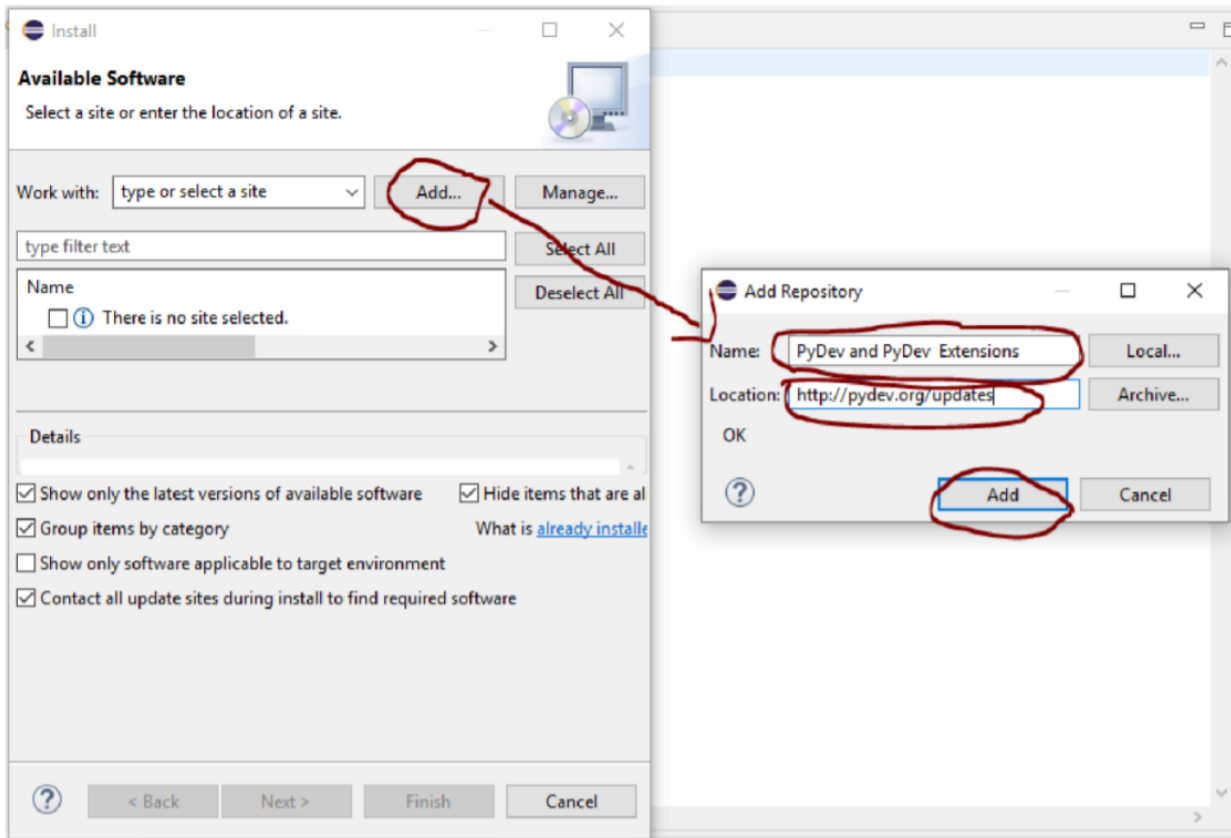 Install
Available Software
Select a site or enter the location of a site.
Work with: type or select a site Add... Manage...
type filter text Select All
Name Deselect All
There is no site selected.
Details
Show only the latest versions of available software Hide items that are al
Group items by category What is already installe
Show only software applicable to target environment
Contact all update sites during install to find required software
< Back Next > Finish Cancel
Add Repository
Name: PyDev and PyDev Extensions Local...
Location: http://pydev.org/updates Archive...
OK
Add Cancel